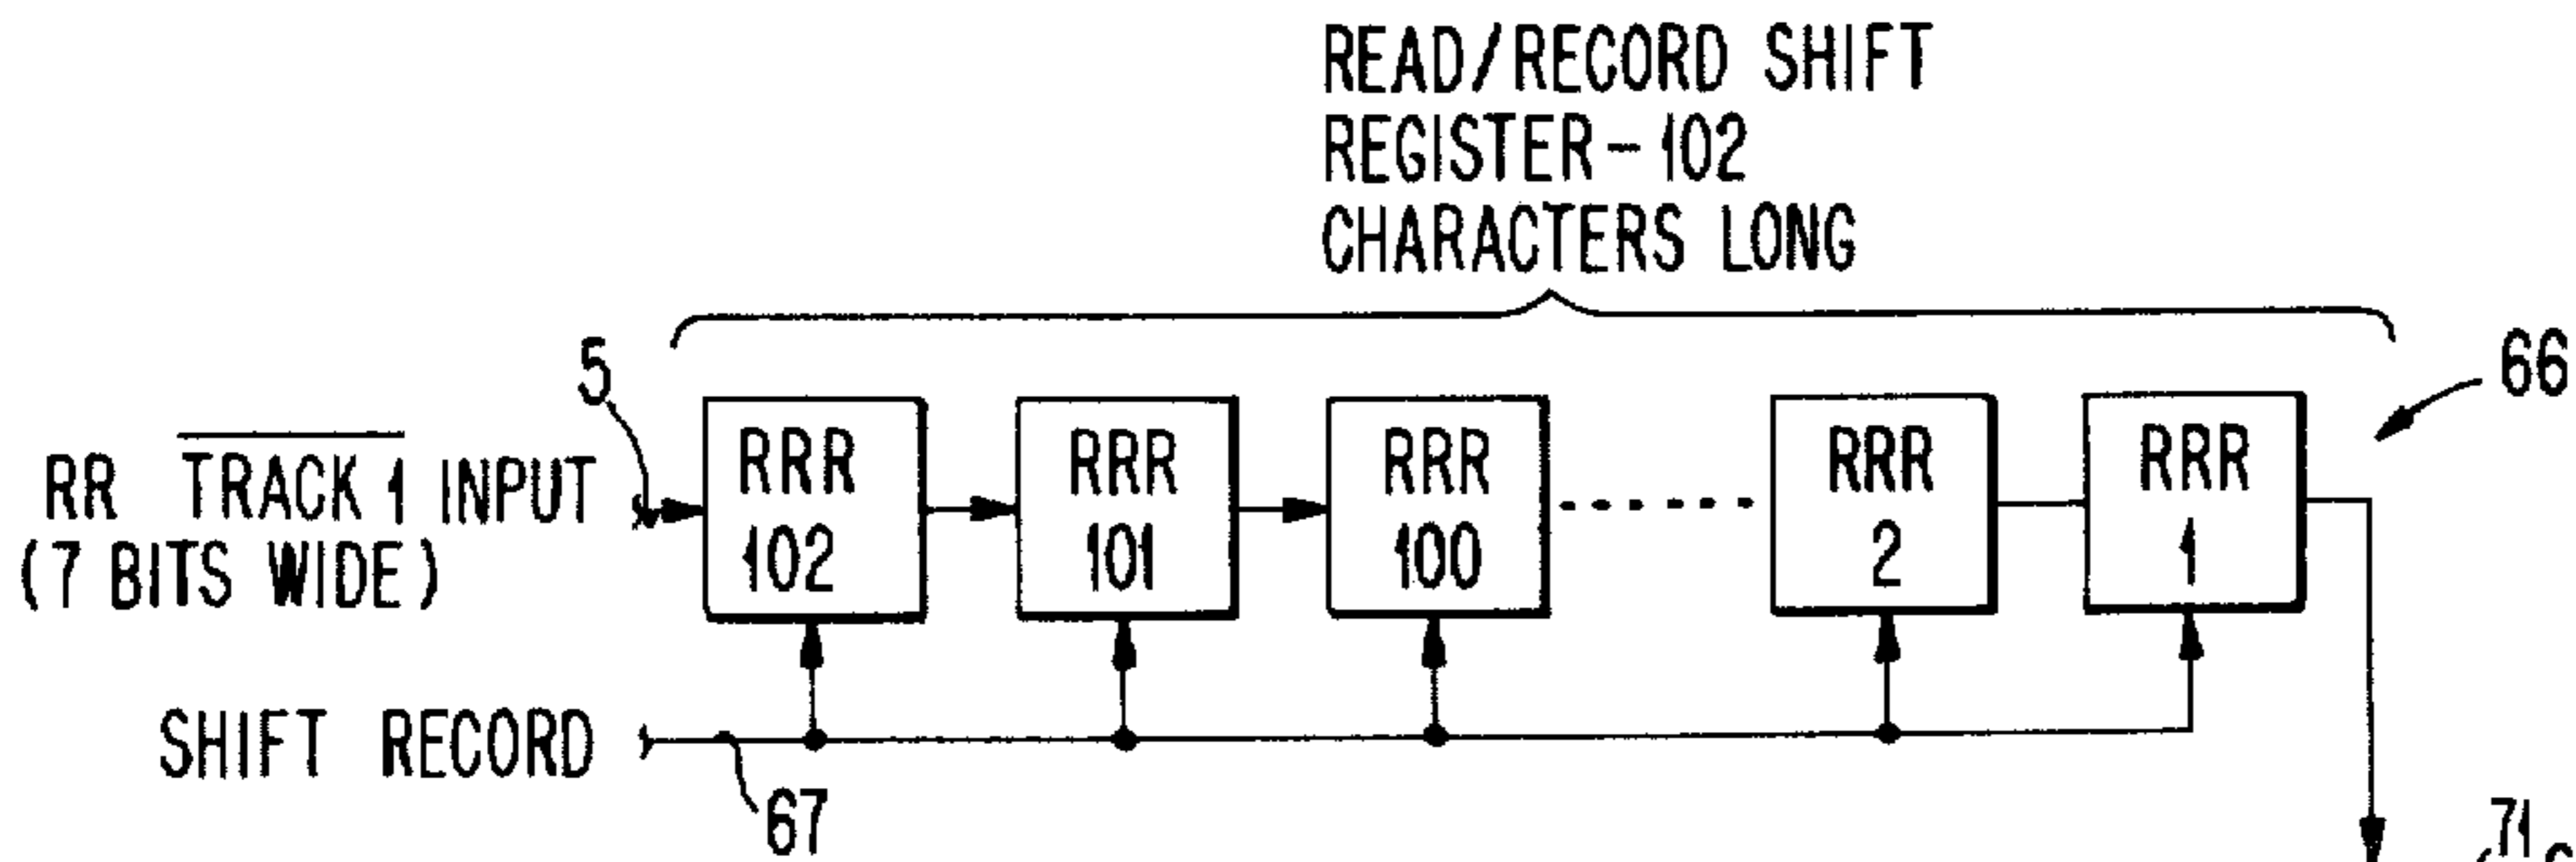 READ/RECORD SHIFT
REGISTER-102
CHARACTERS LONG
5
66
RR TRACK 1 INPUT
(7 BITS WIDE)
RRR
102
RRR
101
RRR
100
RRR
2
RRR
1
SHIFT RECORD
67
71